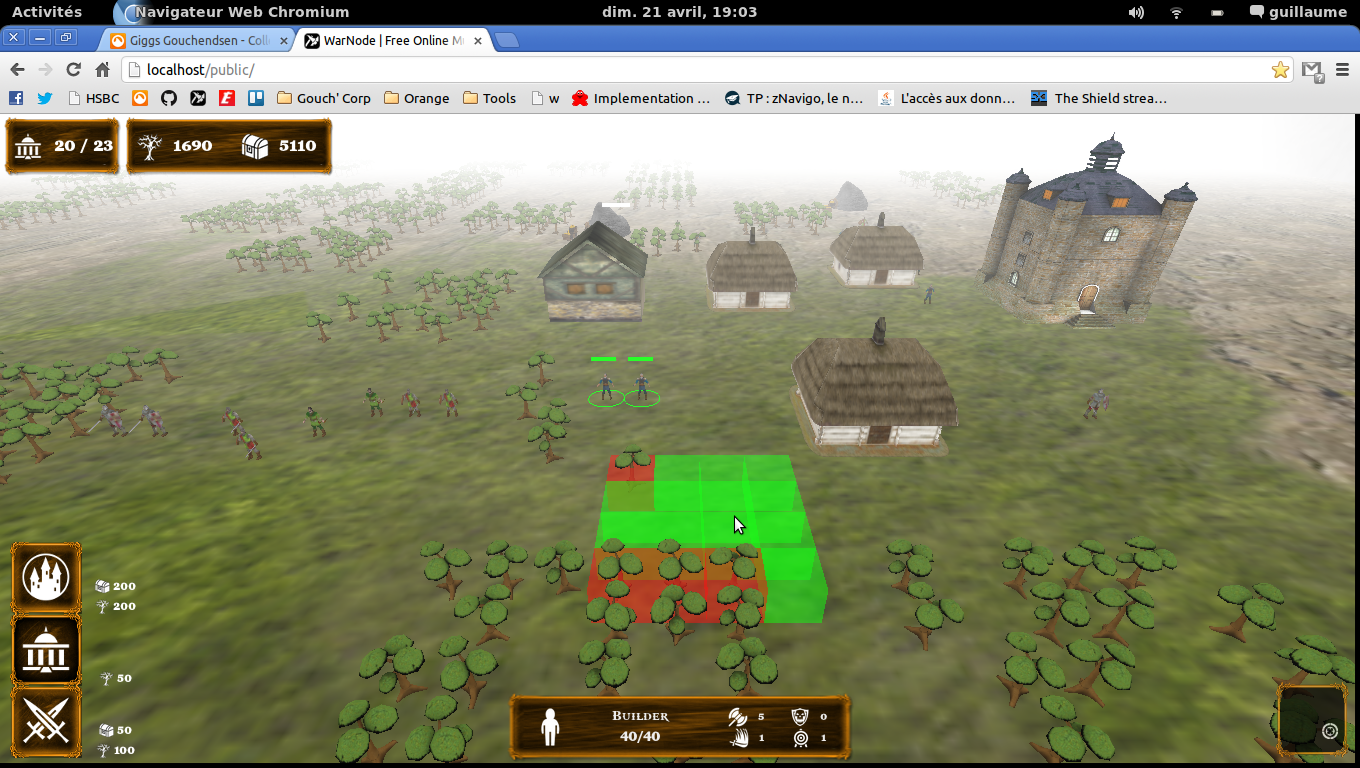 Activités
Navigateur Web Chromium
dim. 21 avril, 19:03
guillaume
Giggs Gouchendsen - Coll
WarNode | Free Online M
localhost/public/
HSBC
Gouch' Corp
Orange
Tools
w
Implementation ...
TP : zNavigo, le n...
L'accès aux donn...
The Shield strea...
20 / 23
1690
5110
200
200
50
50
100
Builder
40/40
5
0
1
1